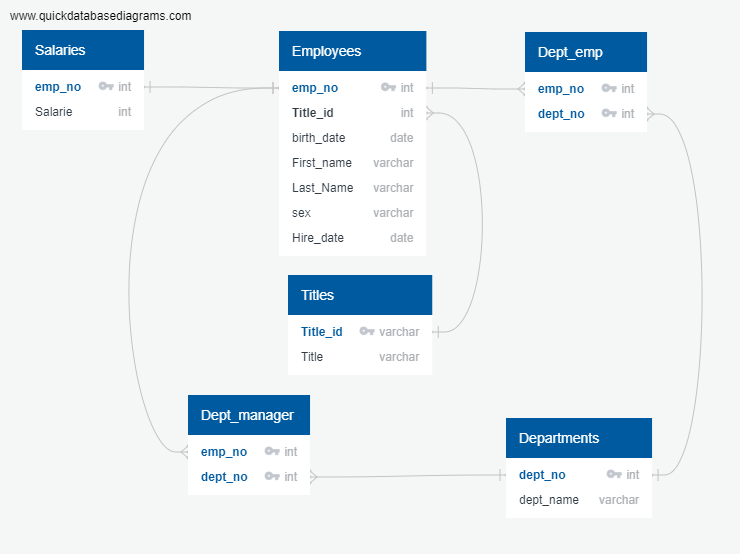 www.quickdatabasediagrams.com
Salaries
emp_no int
Salarie int
Employees
emp_no int
Title_id int
birth_date date
First_name varchar
Last_Name varchar
sex varchar
Hire_date date
Dept_emp
emp_no int
dept_no int
Titles
Title_id varchar
Title varchar
Dept_manager
emp_no int
dept_no int
Departments
dept_no int
dept_name varchar